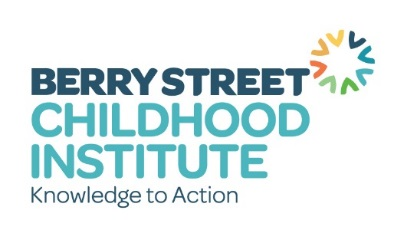 BERRY STREET
CHILDHOOD
INSTITUTE
Knowledge to Action